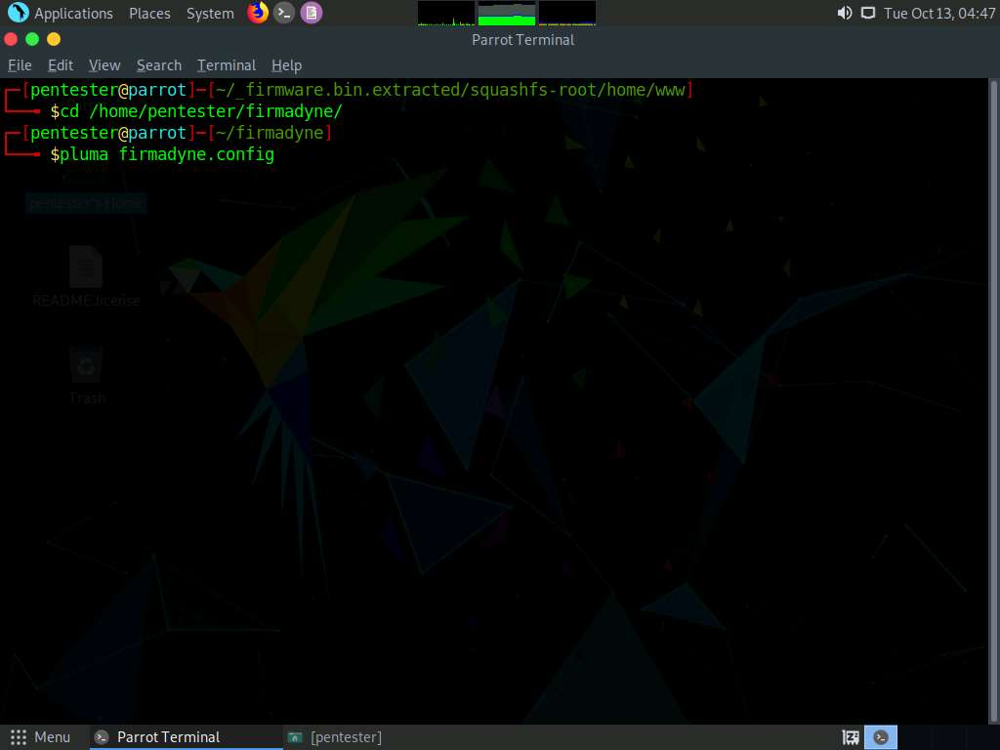 Applications Places System Tue Oct 13, 04:47
Parrot Terminal
File Edit View Search Terminal Help
[pentester@parrot]─[~/_firmware.bin.extracted/squashfs-root/home/www]
$cd /home/pentester/firmadyne/
[pentester@parrot]─[~/firmadyne]
$pluma firmadyne.config
pentester's Home
README.license
Trash
Menu Parrot Terminal [pentester]